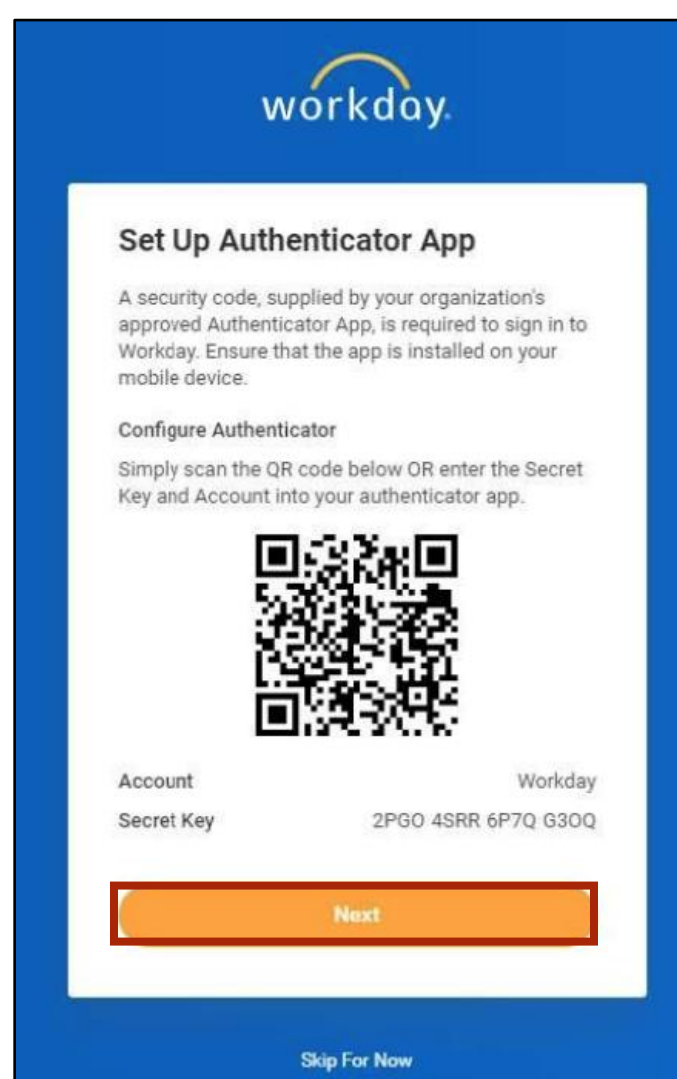 workday.
Set Up Authenticator App
A security code, supplied by your organization's
approved Authenticator App, is required to sign in to
Workday. Ensure that the app is installed on your
mobile device.
Configure Authenticator
Simply scan the QR code below OR enter the Secret
Key and Account into your authenticator app.
Account Workday
Secret Key 2PGO 4SRR 6P7Q G3OQ
Next
Skip For Now